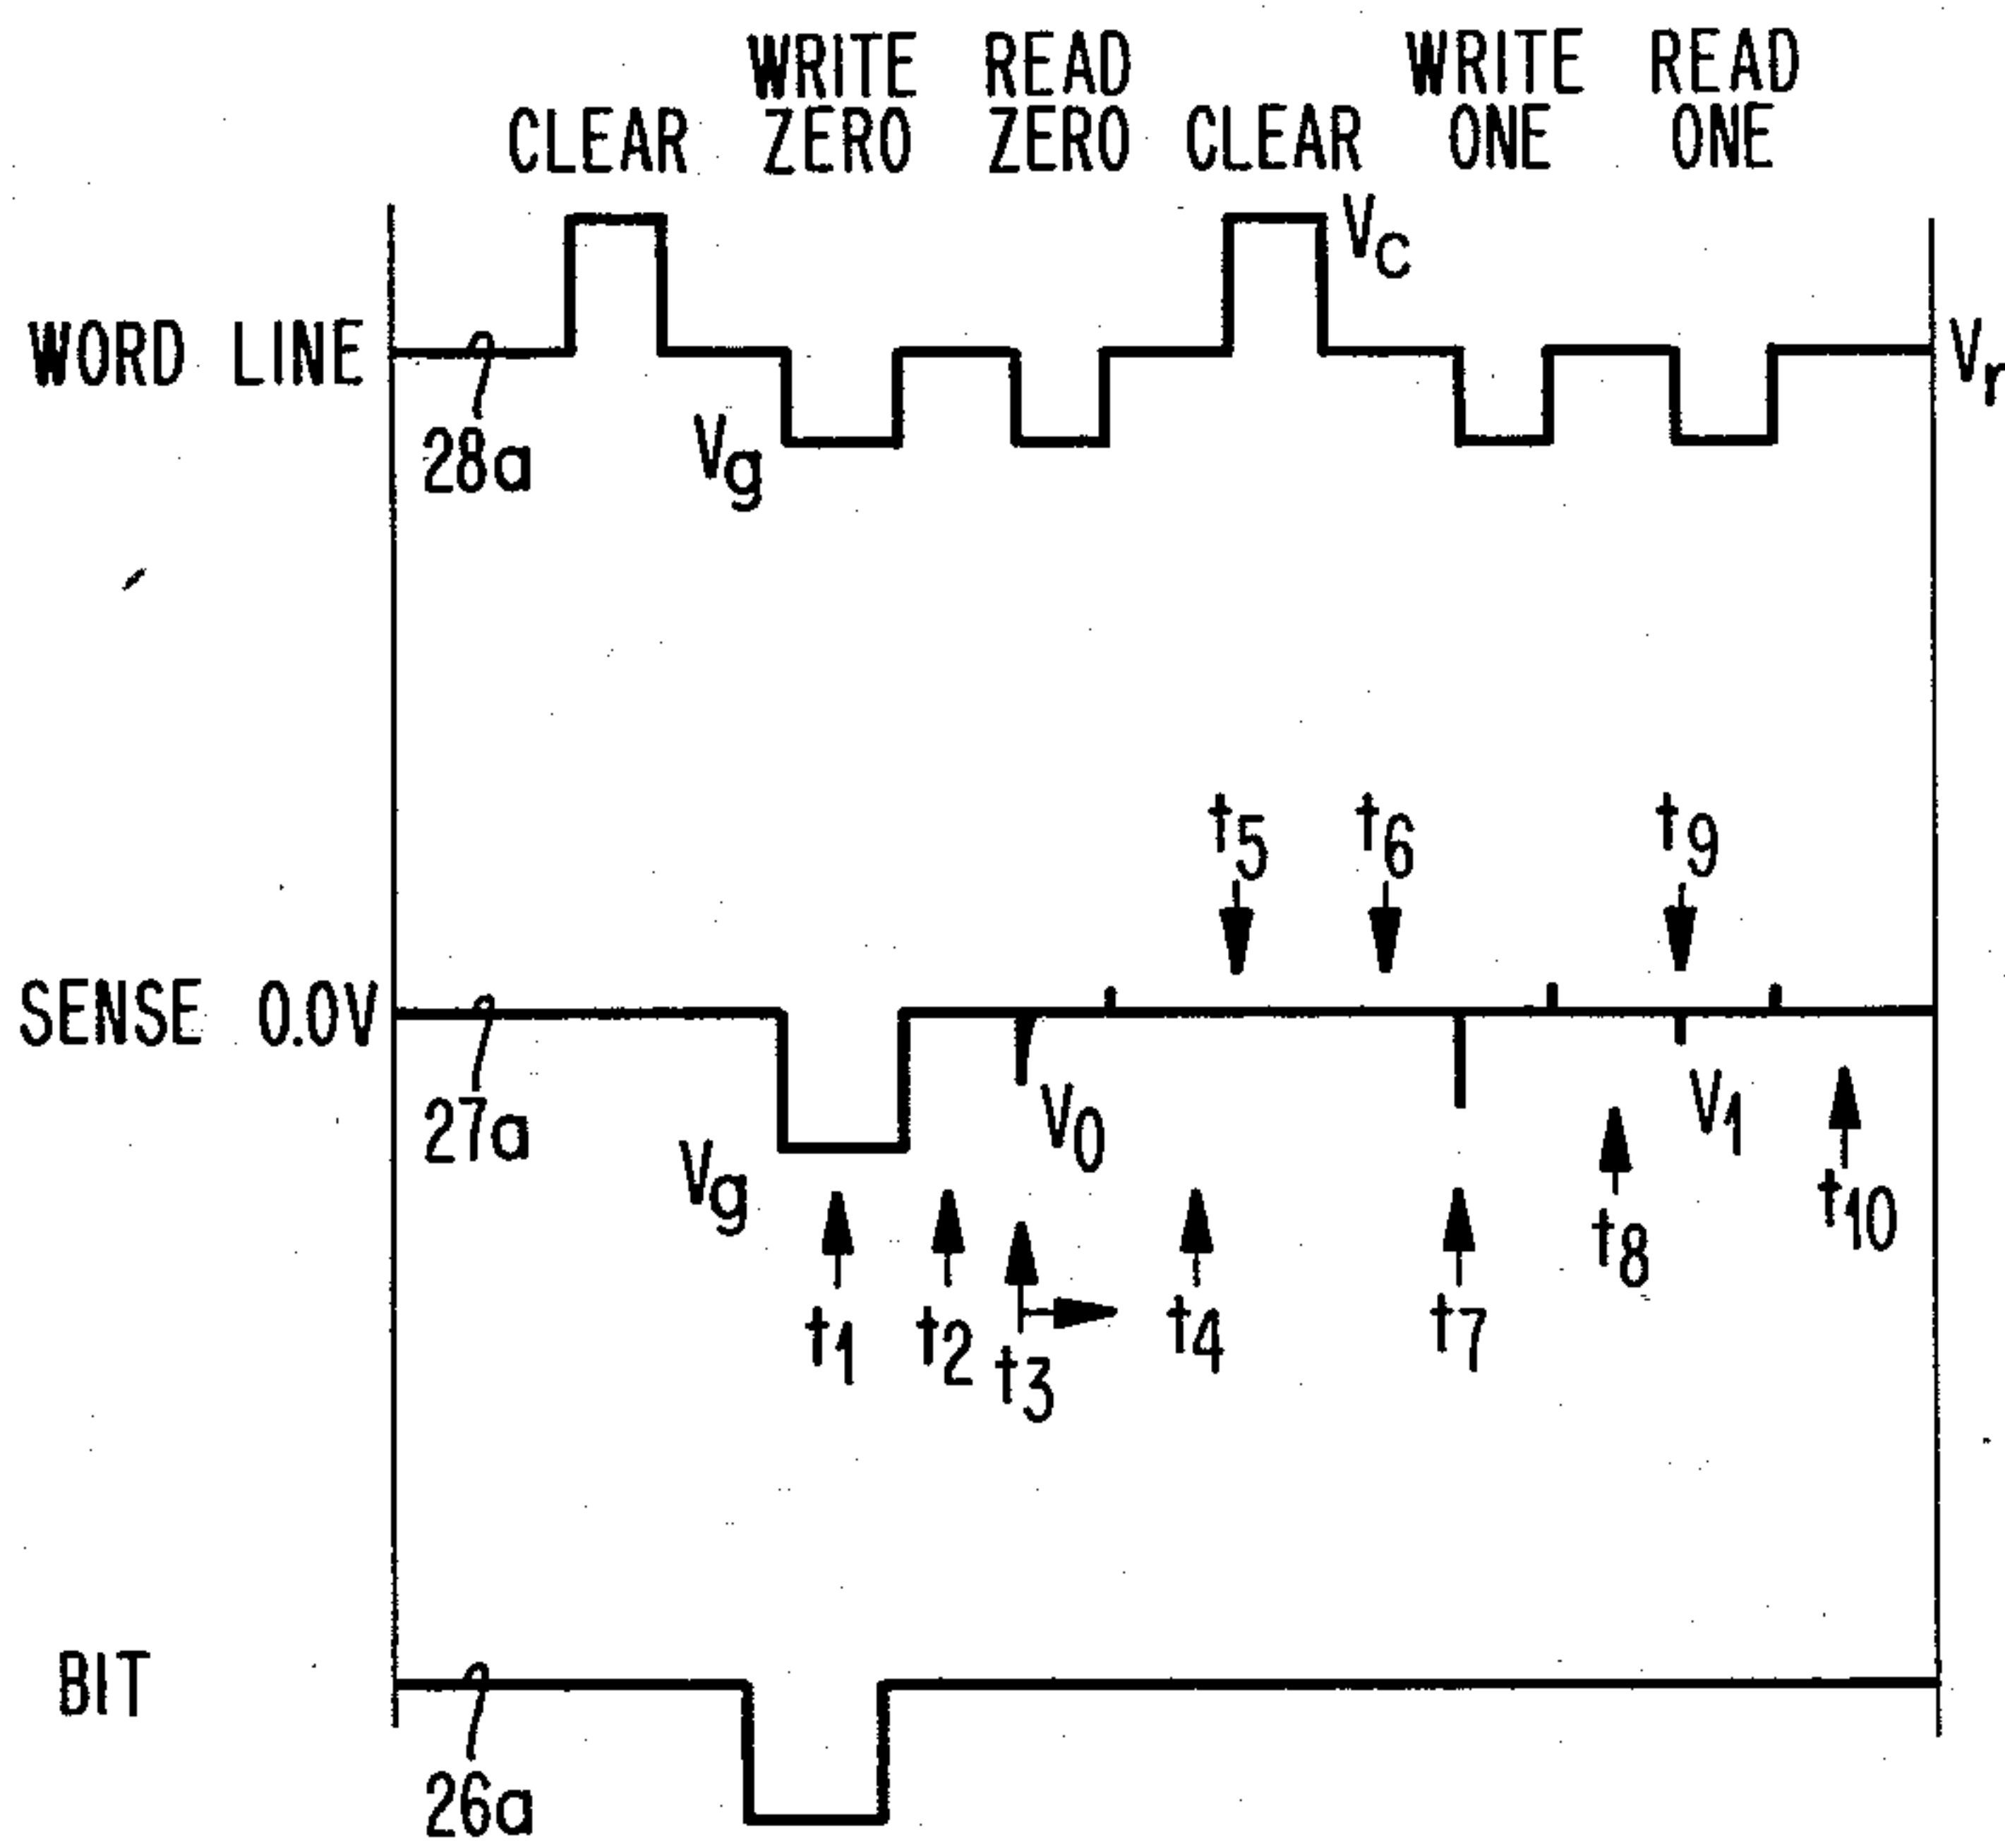 WRITE READ WRITE READ
CLEAR ZERO ZERO CLEAR ONE ONE
Vc
WORD LINE Vr
28a Vg
t5 t6 t9
SENSE 0.0V
27a Vg V0 V1
t10
t8
t1 t2 t3 t4 t7
BIT
26a